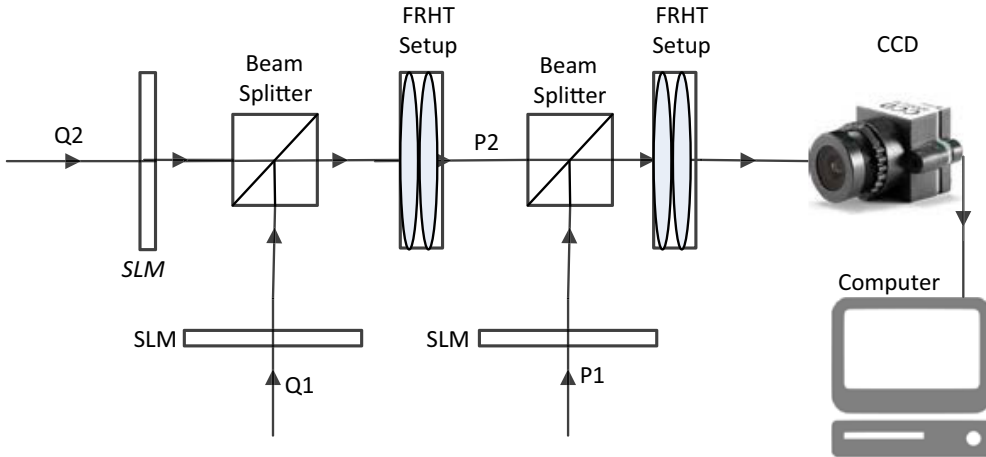 FRHT
Setup
FRHT
Setup
CCD
Beam
Splitter
Beam
Splitter
Q2
P2
SLM
Computer
SLM
SLM
Q1
P1